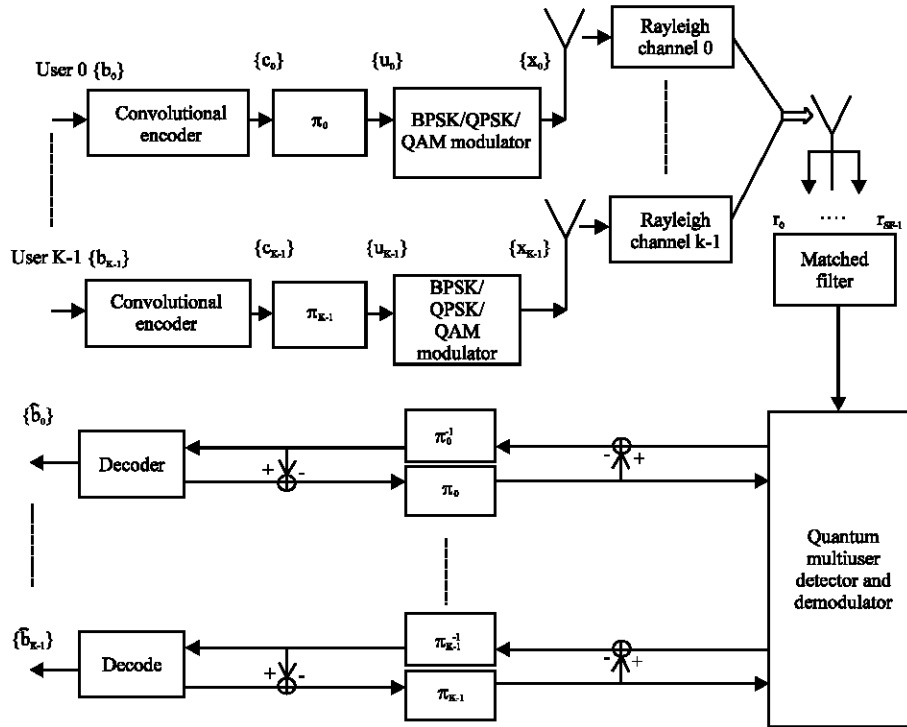 User 0 {b₀}
{c₀}
{u₀}
{x₀}
Convolutional
encoder
π₀
BPSK/QPSK/
QAM modulator
Rayleigh
channel 0
r₀ ···· r_SF-1
Matched
filter
User K-1 {b_K-1}
{c_K-1}
{u_K-1}
{x_K-1}
Convolutional
encoder
π_K-1
BPSK/
QPSK/
QAM
modulator
Rayleigh
channel k-1
{b̂₀}
Decoder
+ -
π₀⁻¹
π₀
- +
Quantum
multiuser
detector and
demodulator
{b̂_K-1}
Decode
+ -
π_K-1⁻¹
π_K-1
- +